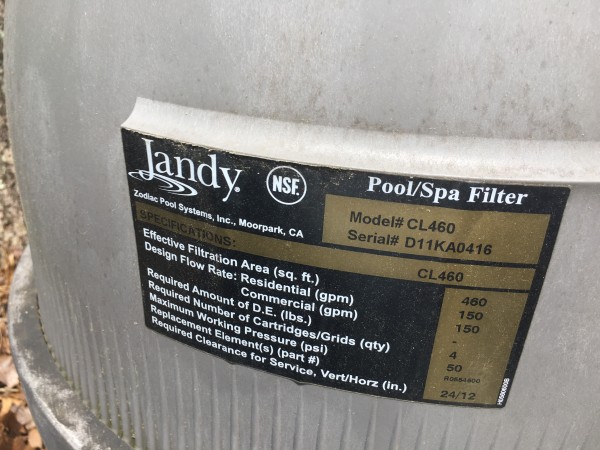 Jandy®
NSF.
Pool/Spa Filter
Zodiac Pool Systems, Inc., Moorpark, CA
Model# CL460
Serial# D11KA0416
SPECIFICATIONS: CL460
Effective Filtration Area (sq. ft.) 460
Design Flow Rate: Residential (gpm) 150
Commercial (gpm) 150
Required Amount of D.E. (lbs.) -
Required Number of Cartridges/Grids (qty) 4
Maximum Working Pressure (psi) 50
Replacement Element(s) (part #)
Required Clearance for Service, Vert/Horz (in.) 24/12